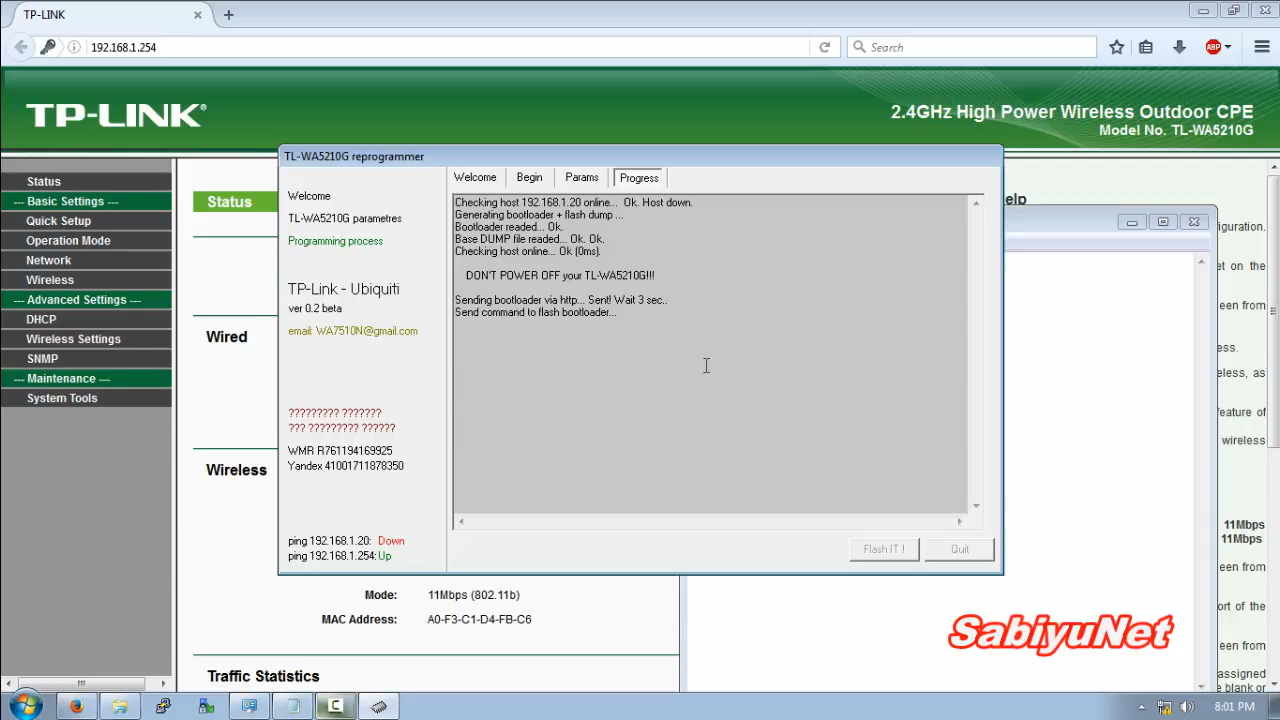 TP-LINK
192.168.1.254
Search
ABP
TP-LINK®
2.4GHz High Power Wireless Outdoor CPE
Model No. TL-WA5210G
Status
--- Basic Settings ---
Quick Setup
Operation Mode
Network
Wireless
--- Advanced Settings ---
DHCP
Wireless Settings
SNMP
--- Maintenance ---
System Tools
Status
Wired
Wireless
Mode: 11Mbps (802.11b)
MAC Address: A0-F3-C1-D4-FB-C6
Traffic Statistics
TL-WA5210G reprogrammer
Welcome
TL-WA5210G parametres
Programming process
TP-Link - Ubiquiti
ver 0.2 beta
email: WA7510N@gmail.com
????????? ???????
??? ????????? ??????
WMR R761194169925
Yandex 41001711878350
ping 192.168.1.20: Down
ping 192.168.1.254: Up
Welcome Begin Params Progress
Checking host 192.168.1.20 online... Ok. Host down.
Generating bootloader + flash dump ...
Bootloader readed... Ok.
Base DUMP file readed... Ok. Ok.
Checking host online... Ok (0ms).
DON'T POWER OFF your TL-WA5210G!!!
Sending bootloader via http... Sent! Wait 3 sec..
Send command to flash bootloader...
Flash IT !
Quit
elp
iguration.
et on the
een from
ess.
eless, as
feature of
wireless
11Mbps
11Mbps
een from
ort of the
een from
assigned
e blank or
SabiyuNet
8:01 PM